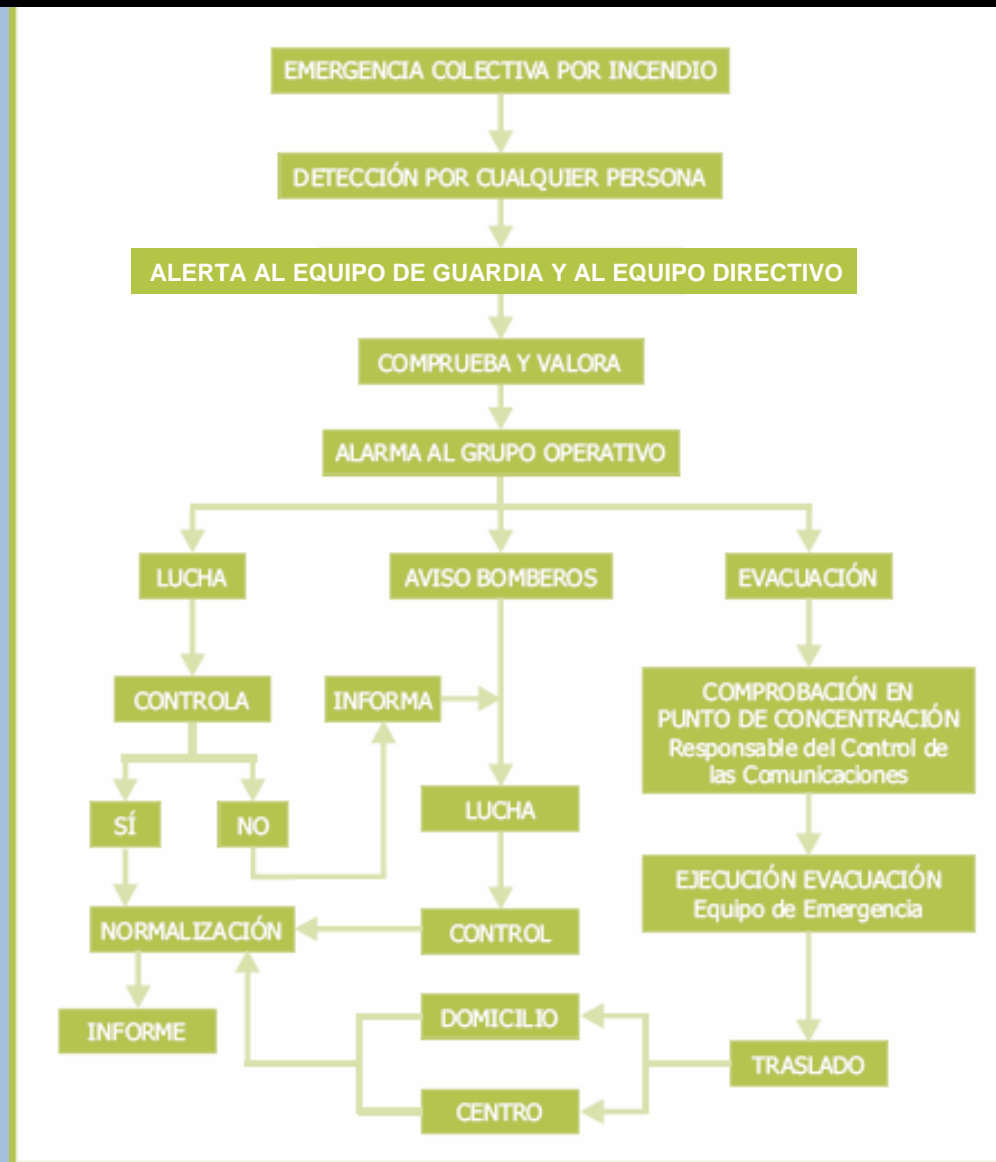 EMERGENCIA COLECTIVA POR INCENDIO
DETECCIÓN POR CUALQUIER PERSONA
ALERTA AL EQUIPO DE GUARDIA Y AL EQUIPO DIRECTIVO
COMPRUEBA Y VALORA
ALARMA AL GRUPO OPERATIVO
LUCHA
AVISO BOMBEROS
EVACUACIÓN
CONTROLA
INFORMA
COMPROBACIÓN EN
PUNTO DE CONCENTRACIÓN
Responsable del Control de
las Comunicaciones
SÍ
NO
LUCHA
EJECUCIÓN EVACUACIÓN
Equipo de Emergencia
NORMALIZACIÓN
CONTROL
INFORME
DOMICILIO
TRASLADO
CENTRO